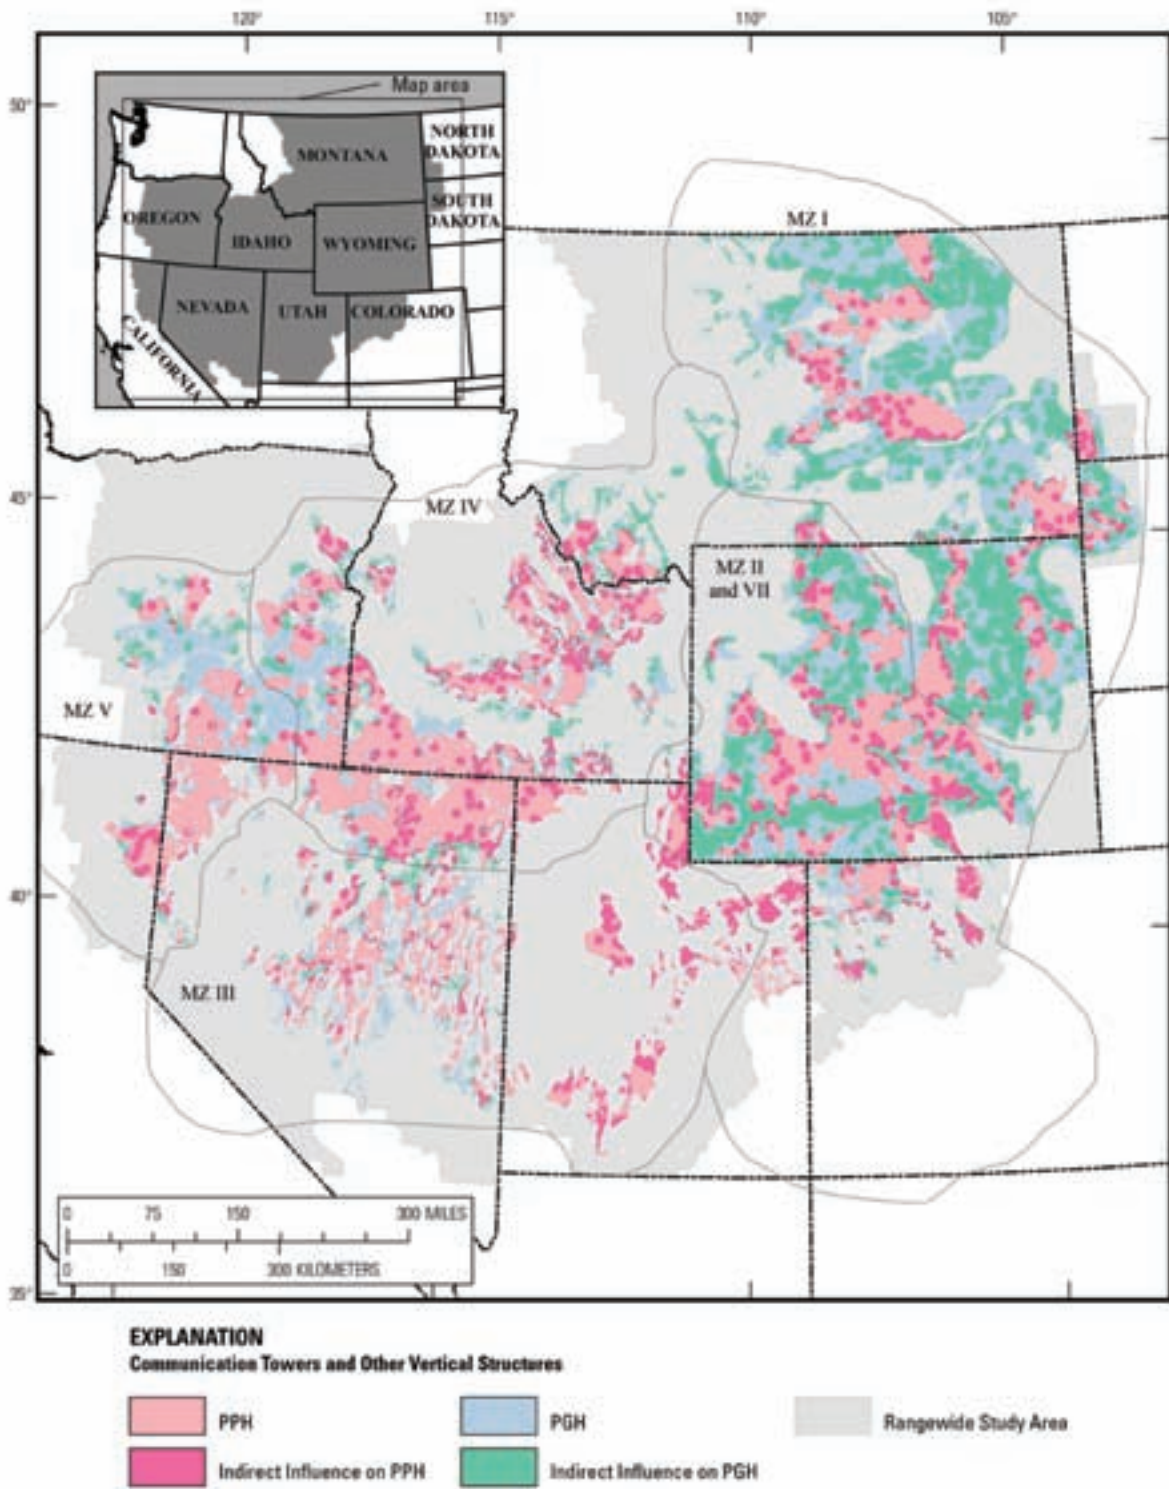 120° 115° 110° 105°
50°
Map area
NORTH
DAKOTA
MONTANA
SOUTH
DAKOTA
OREGON
IDAHO
WYOMING
NEVADA
UTAH
COLORADO
CALIFORNIA
MZ I
45°
MZ IV
MZ II
and VII
MZ V
40°
MZ III
0 75 150 300 MILES
0 150 300 KILOMETERS
35°
EXPLANATION
Communication Towers and Other Vertical Structures
PPH PGH Rangewide Study Area
Indirect Influence on PPH Indirect Influence on PGH